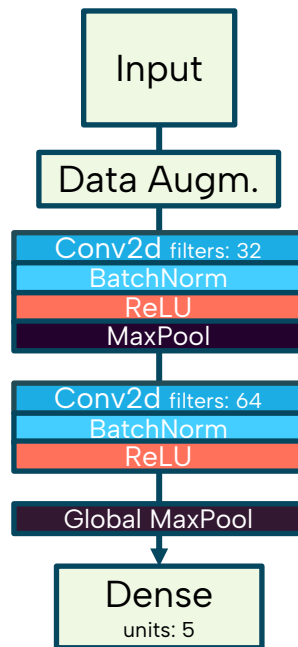 Input
Data Augm.
Conv2d filters: 32
BatchNorm
ReLU
MaxPool
Conv2d filters: 64
BatchNorm
ReLU
Global MaxPool
Dense
units: 5